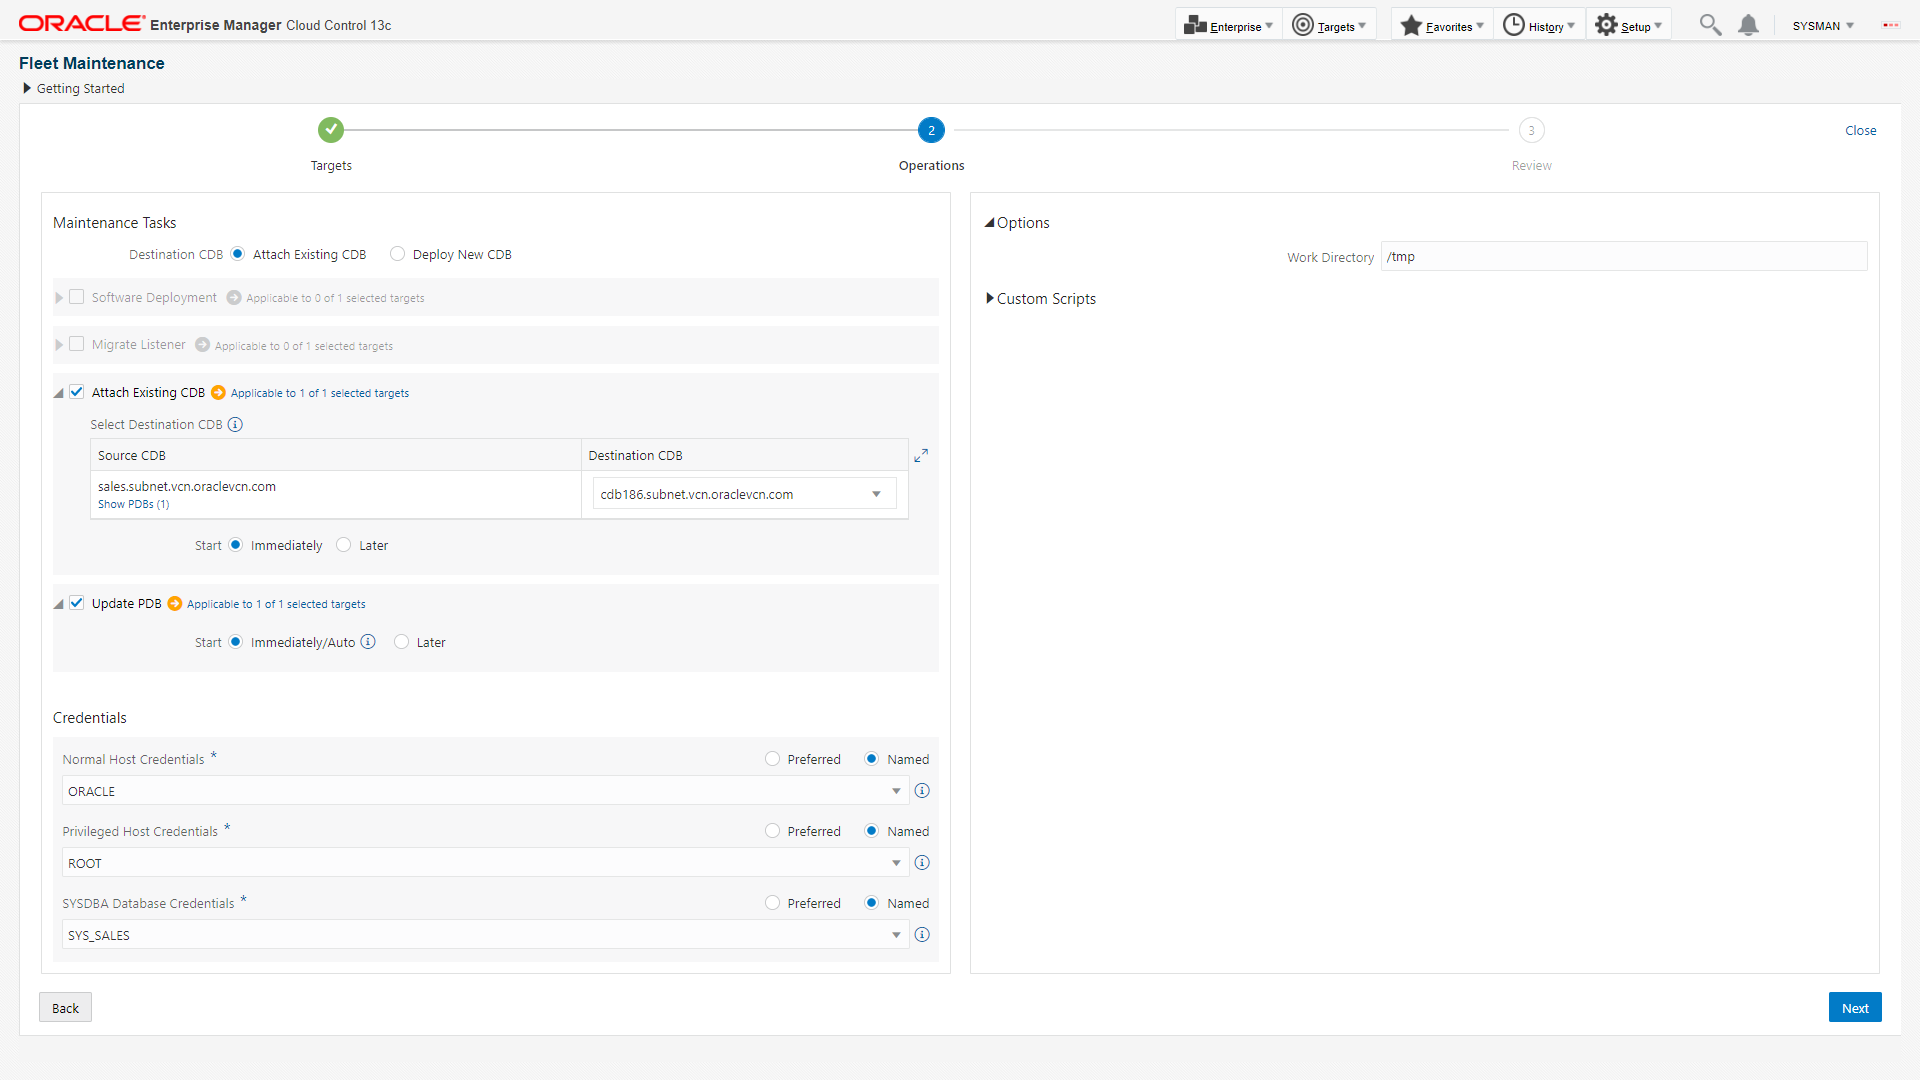 ORACLE Enterprise Manager Cloud Control 13c
Enterprise
Targets
Favorites
History
Setup
SYSMAN
Fleet Maintenance
Getting Started
2
3
Close
Targets
Operations
Review
Maintenance Tasks
Destination CDB Attach Existing CDB Deploy New CDB
Software Deployment Applicable to 0 of 1 selected targets
Migrate Listener Applicable to 0 of 1 selected targets
Attach Existing CDB Applicable to 1 of 1 selected targets
Select Destination CDB
Source CDB Destination CDB
sales.subnet.vcn.oraclevcn.com
Show PDBs (1)
cdb186.subnet.vcn.oraclevcn.com
Start Immediately Later
Update PDB Applicable to 1 of 1 selected targets
Start Immediately/Auto Later
Credentials
Normal Host Credentials * Preferred Named
ORACLE
Privileged Host Credentials * Preferred Named
ROOT
SYSDBA Database Credentials * Preferred Named
SYS_SALES
Options
Work Directory /tmp
Custom Scripts
Back
Next